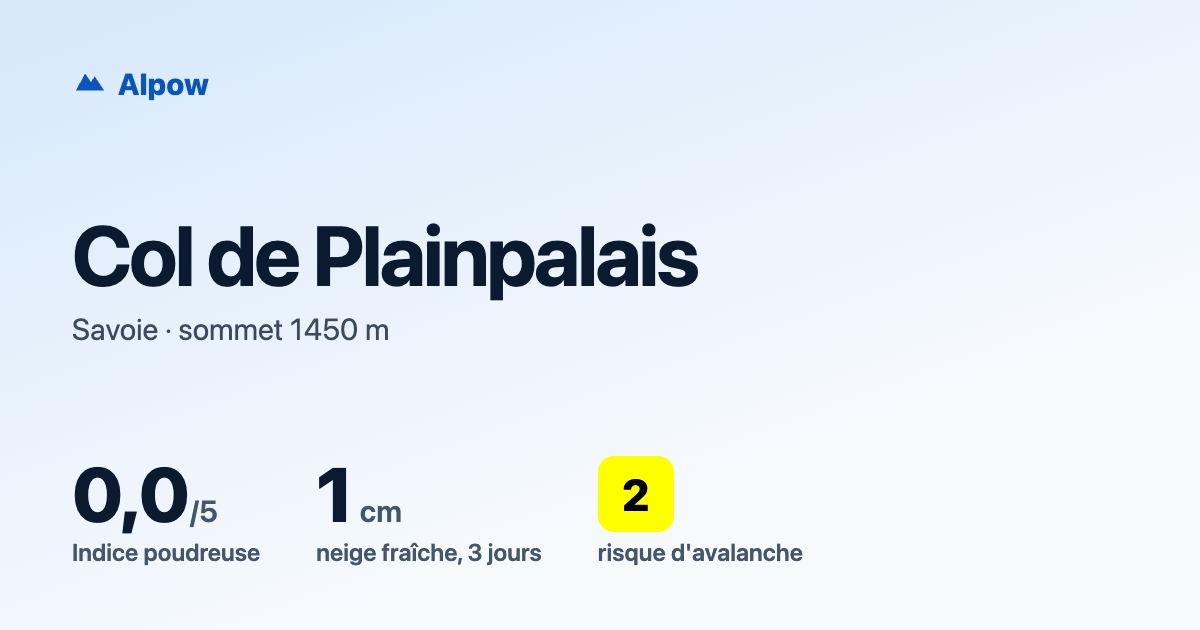 Alpow
Col de Plainpalais
Savoie · sommet 1450 m
0,0/5
1 cm
2
Indice poudreuse
neige fraîche, 3 jours
risque d'avalanche